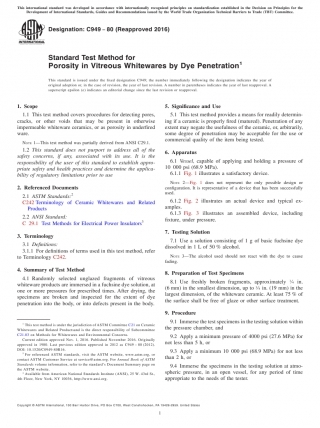 This international standard was developed in accordance with internationally recognized principles on standardization established in the Decision on Principles for the
Development of International Standards, Guides and Recommendations issued by the World Trade Organization Technical Barriers to Trade (TBT) Committee.
Designation: C949 − 80 (Reapproved 2016)
INTERNATIONAL
Standard Test Method for
Porosity in Vitreous Whitewares by Dye Penetration1
This standard is issued under the fixed designation C949; the number immediately following the designation indicates the year of
original adoption or, in the case of revision, the year of last revision. A number in parentheses indicates the year of last reapproval. A
superscript epsilon (ε) indicates an editorial change since the last revision or reapproval.
1. Scope
1.1 This test method covers procedures for detecting pores,
cracks, or other voids that may be present in otherwise
impermeable whiteware ceramics, or as porosity in underfired
ware.
NOTE 1—This test method was partially derived from ANSI C29.1.
1.2 This standard does not purport to address all of the
safety concerns, if any, associated with its use. It is the
responsibility of the user of this standard to establish appro-
priate safety and health practices and determine the applica-
bility of regulatory limitations prior to use
2. Referenced Documents
2.1 ASTM Standards:2
C242 Terminology of Ceramic Whitewares and Related
Products
2.2 ANSI Standard:
C 29.1 Test Methods for Electrical Power Insulators3
3. Terminology
3.1 Definitions:
3.1.1 For definitions of terms used in this test method, refer
to Terminology C242.
4. Summary of Test Method
4.1 Randomly selected unglazed fragments of vitreous
whiteware products are immersed in a fuchsine dye solution, at
one or more pressures for prescribed times. After drying, the
specimens are broken and inspected for the extent of dye
penetration into the body, or into defects present in the body.
1 This test method is under the jurisdiction of ASTM Committee C21 on Ceramic
Whitewares and Related Products and is the direct responsibility of Subcommittee
C21.03 on Methods for Whitewares and Environmental Concerns.
Current edition approved Nov. 1, 2016. Published November 2016. Originally
approved in 1980. Last previous edition approved in 2012 as C949 – 80 (2012).
2 For referenced ASTM standards, visit the ASTM website, www.astm.org, or
contact ASTM Customer Service at service@astm.org. For Annual Book of ASTM
Standards volume information, refer to the standard's Document Summary page on
the ASTM website.
3 Available from American National Standards Institute (ANSI), 25 W. 43rd St.,
4th Floor, New York, NY 10036, http://www.ansi.org.
5. Significance and Use
5.1 This test method provides a means for readily determin-
ing if a ceramic is properly fired (matured). Penetration of any
extent may negate the usefulness of the ceramic, or, arbitrarily,
some degree of penetration may be acceptable for the use or
commercial quality of the item being tested.
6. Apparatus
6.1 Vessel, capable of applying and holding a pressure of
10 000 psi (68.9 MPa) for the required time.
6.1.1 Fig. 1 illustrates a satisfactory device.
NOTE 2—Fig. 1 does not represent the only possible design or
configuration. It is representative of a device that has been successfully
used.
6.1.2 Fig. 2 illustrates an actual device and typical ex-
amples.
6.1.3 Fig. 3 illustrates an assembled device, including
fixture, under pressure.
7. Testing Solution
7.1 Use a solution consisting of 1 g of basic fuchsine dye
dissolved in 1 L of 50 % alcohol.
NOTE 3—The alcohol used should not react with the dye to cause
fading.
8. Preparation of Test Specimens
8.1 Use freshly broken fragments, approximately 1⁄4 in.
(6 mm) in the smallest dimension, up to 3⁄4 in. (19 mm) in the
largest dimension, of the whiteware ceramic. At least 75 % of
the surface shall be free of glaze or other surface treatment.
9. Procedure
9.1 Immerse the test specimens in the testing solution within
the pressure chamber, and
9.2 Apply a minimum pressure of 4000 psi (27.6 MPa) for
not less than 5 h, or
9.3 Apply a minimum 10 000 psi (68.9 MPa) for not less
than 2 h, or
9.4 Immerse the specimens in the testing solution at atmo-
spheric pressure, in an open vessel, for any period of time
appropriate to the needs of the tester.
Copyright © ASTM International, 100 Barr Harbor Drive, PO Box C700, West Conshohocken, PA 19428-2959. United States
1